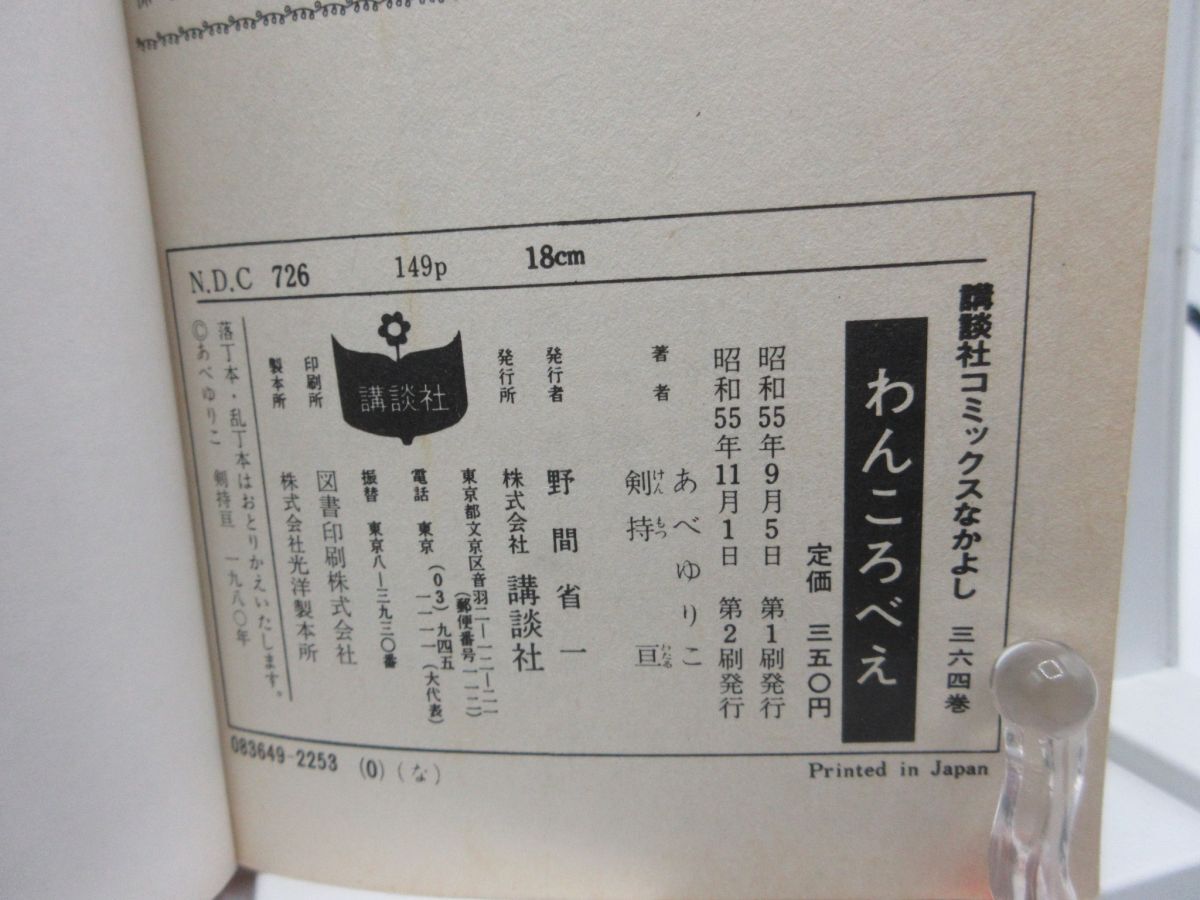 N.D.C 726 149p 18cm
講談社コミックスなかよし 三六四巻
わんころべえ
定価 三五〇円
昭和55年9月5日 第1刷発行
昭和55年11月1日 第2刷発行
著者 あべゆりこ
剣持亘
けん もつ わたる
発行者 野間省一
発行所 株式会社 講談社
東京都文京区音羽二-一二-二一
(郵便番号一一二)
電話 東京(03)九四五
一一一一(大代表)
振替 東京八-三九三〇番
講談社
印刷所 図書印刷株式会社
製本所 株式会社光洋製本所
落丁本・乱丁本はおとりかえいたします。
©あべゆりこ 剣持亘 一九八〇年
083649-2253 (0) (な)
Printed in Japan